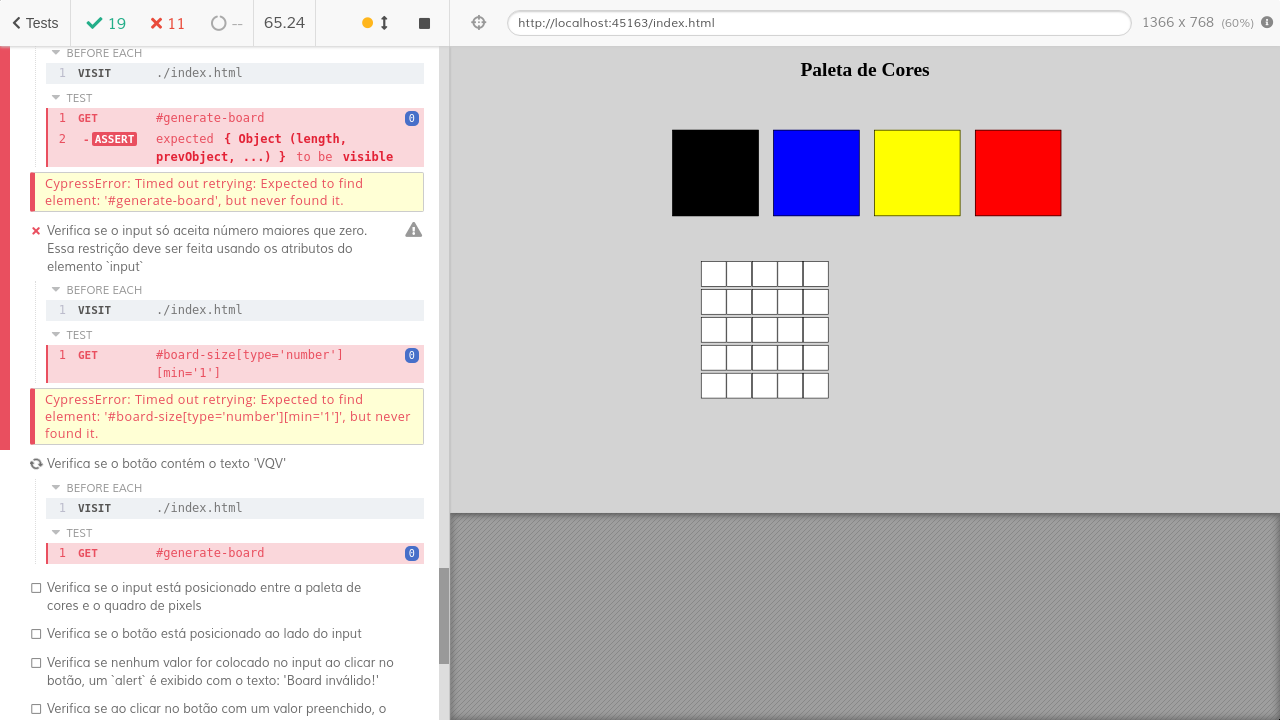 Tests 19 11 -- 65.24
http://localhost:45163/index.html 1366 x 768 (60%)
BEFORE EACH
1 VISIT ./index.html
TEST
1 GET #generate-board 0
2 -ASSERT expected { Object (length,
prevObject, ...) } to be visible
CypressError: Timed out retrying: Expected to find
element: '#generate-board', but never found it.
Verifica se o input só aceita número maiores que zero.
Essa restrição deve ser feita usando os atributos do
elemento `input`
BEFORE EACH
1 VISIT ./index.html
TEST
1 GET #board-size[type='number'] 0
[min='1']
CypressError: Timed out retrying: Expected to find
element: '#board-size[type='number'][min='1']', but never
found it.
Verifica se o botão contém o texto 'VQV'
BEFORE EACH
1 VISIT ./index.html
TEST
1 GET #generate-board 0
Verifica se o input está posicionado entre a paleta de
cores e o quadro de pixels
Verifica se o botão está posicionado ao lado do input
Verifica se nenhum valor for colocado no input ao clicar no
botão, um `alert` é exibido com o texto: 'Board inválido!'
Verifica se ao clicar no botão com um valor preenchido, o
Paleta de Cores